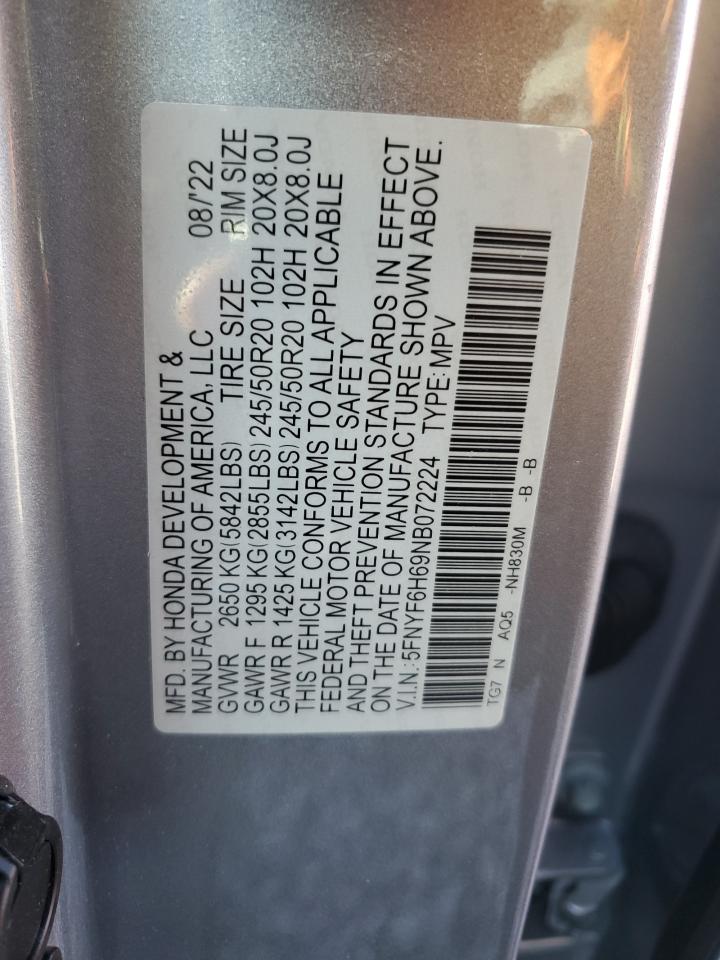 MFD. BY HONDA DEVELOPMENT &
MANUFACTURING OF AMERICA, LLC 08/'22
GVWR 2650 KG(5842LBS) TIRE SIZE RIM SIZE
GAWR F 1295 KG(2855LBS) 245/50R20 102H 20X8.0J
GAWR R 1425 KG(3142LBS) 245/50R20 102H 20X8.0J
THIS VEHICLE CONFORMS TO ALL APPLICABLE
FEDERAL MOTOR VEHICLE SAFETY
AND THEFT PREVENTION STANDARDS IN EFFECT
ON THE DATE OF MANUFACTURE SHOWN ABOVE.
V.I.N.: 5FNYF6H69NB072224 TYPE: MPV
TG7 N AQ5 -NH830M -B -B